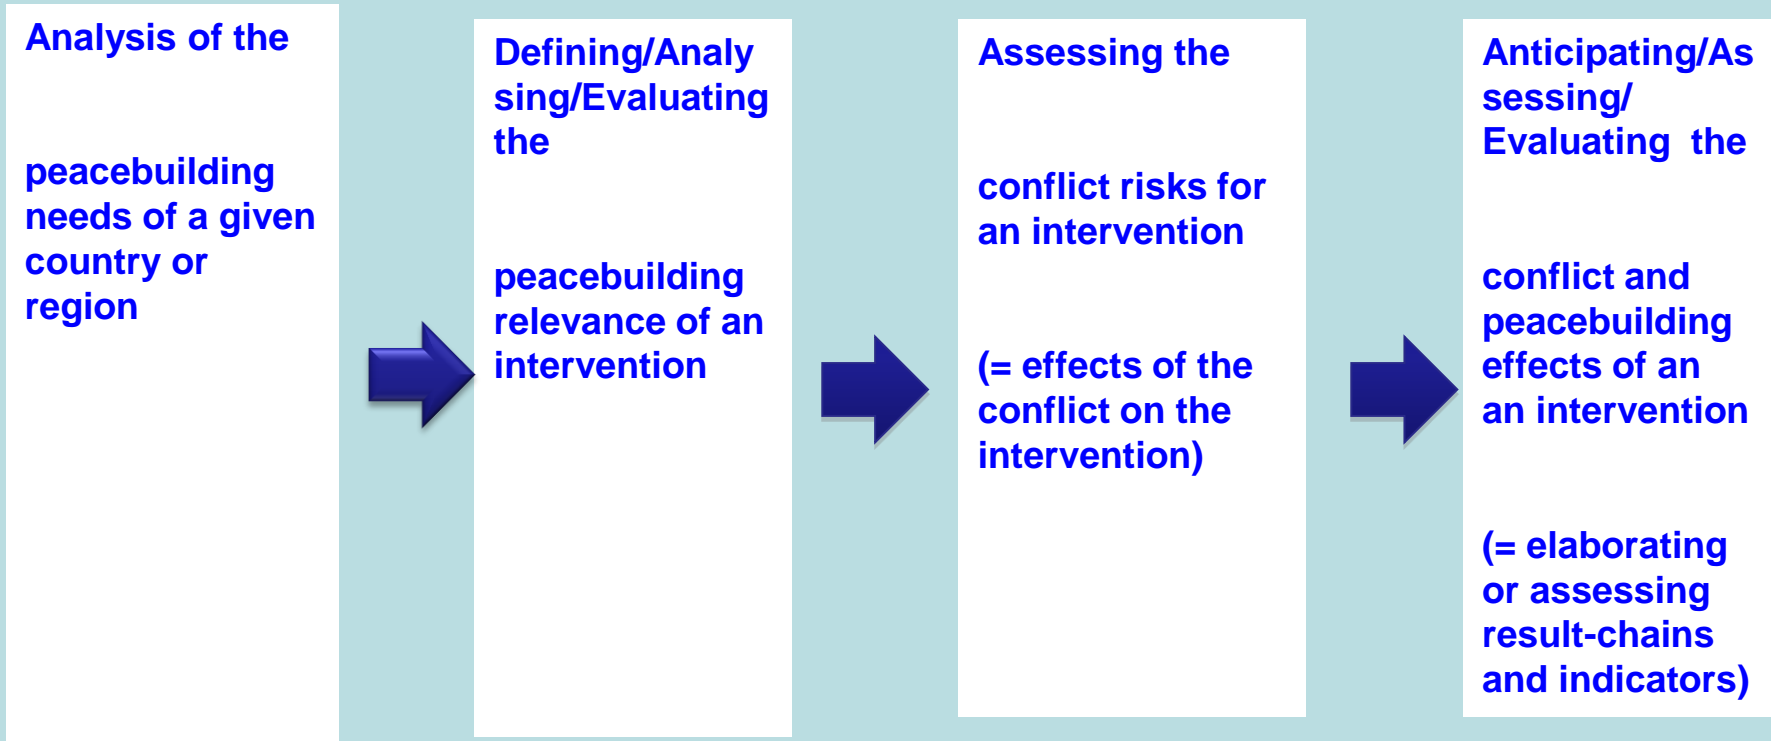 Analysis of the
peacebuilding
needs of a given
country or
region
Defining/Analy
sing/Evaluating
the
peacebuilding
relevance of an
intervention
Assessing the
conflict risks for
an intervention
(= effects of the
conflict on the
intervention)
Anticipating/As
sessing/
Evaluating the
conflict and
peacebuilding
effects of an
an intervention
(= elaborating
or assessing
result-chains
and indicators)